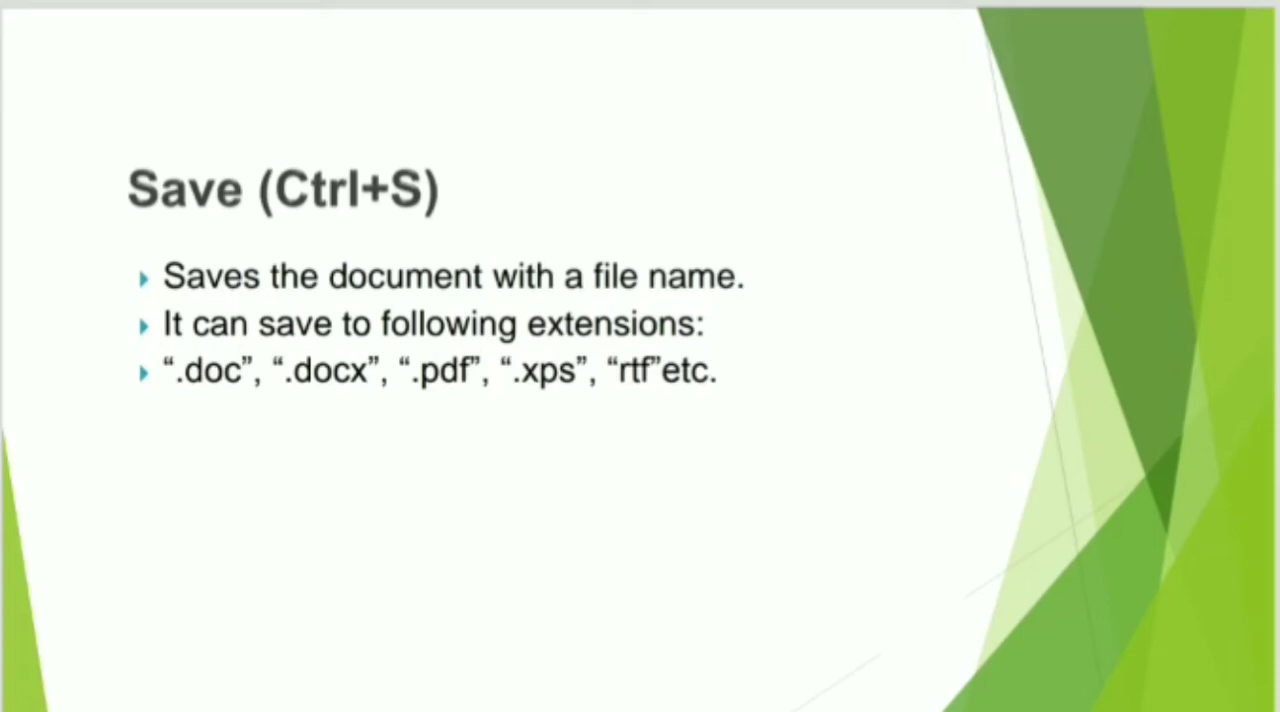 Save (Ctrl+S)
Saves the document with a file name.
It can save to following extensions:
“.doc”, “.docx”, “.pdf”, “.xps”, “rtf”etc.